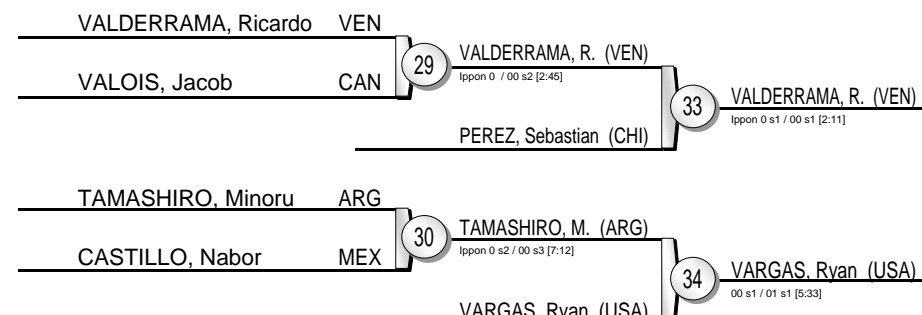 VALDERRAMA, Ricardo VEN
VALOIS, Jacob CAN
29
VALDERRAMA, R. (VEN)
Ippon 0 / 00 s2 [2:45]
PEREZ, Sebastian (CHI)
33
VALDERRAMA, R. (VEN)
Ippon 0 s1 / 00 s1 [2:11]
TAMASHIRO, Minoru ARG
CASTILLO, Nabor MEX
30
TAMASHIRO, M. (ARG)
Ippon 0 s2 / 00 s3 [7:12]
VARGAS, Ryan (USA)
34
VARGAS, Ryan (USA)
00 s1 / 01 s1 [5:33]